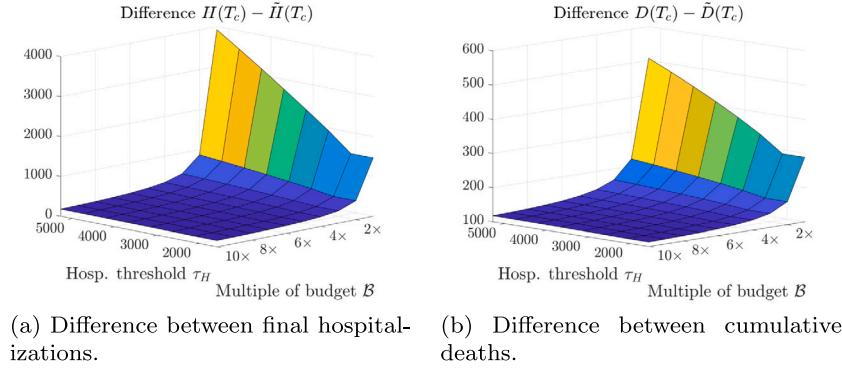 Difference H(T_c) − H̃(T_c)
4000
3000
2000
1000
0
5000
4000
3000
2000
10×
8×
6×
4×
2×
Hosp. threshold τ_H
Multiple of budget ℬ
(a) Difference between final hospital-
izations.
Difference D(T_c) − D̃(T_c)
600
500
400
300
200
100
5000
4000
3000
2000
10×
8×
6×
4×
2×
Hosp. threshold τ_H
Multiple of budget ℬ
(b) Difference between cumulative
deaths.